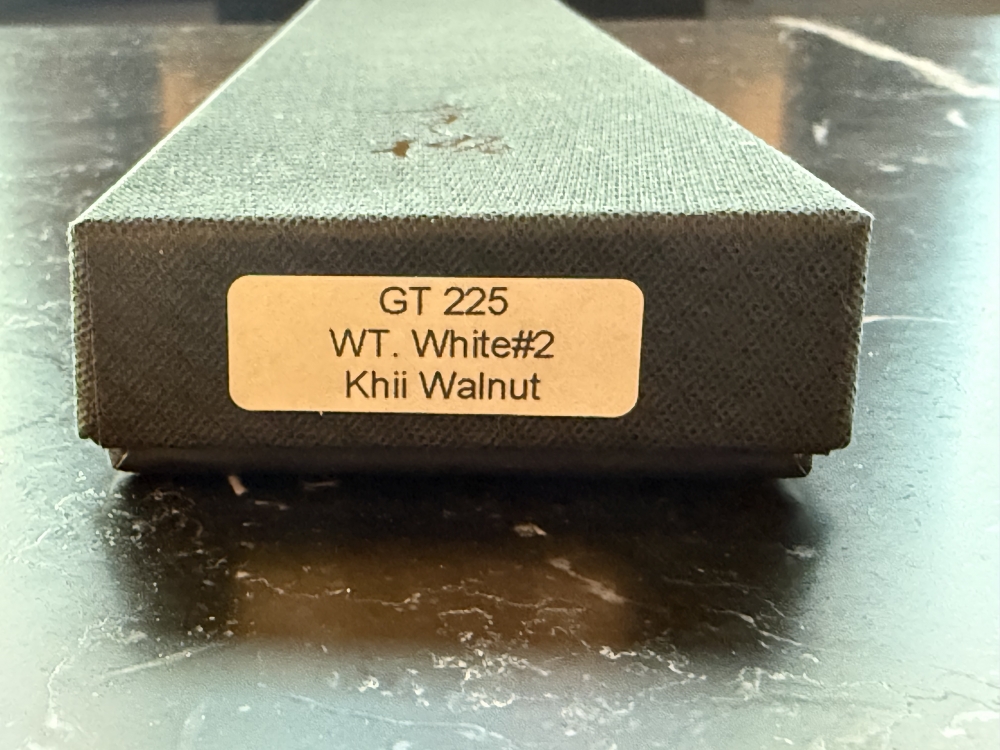 GT 225
WT. White#2
Khii Walnut